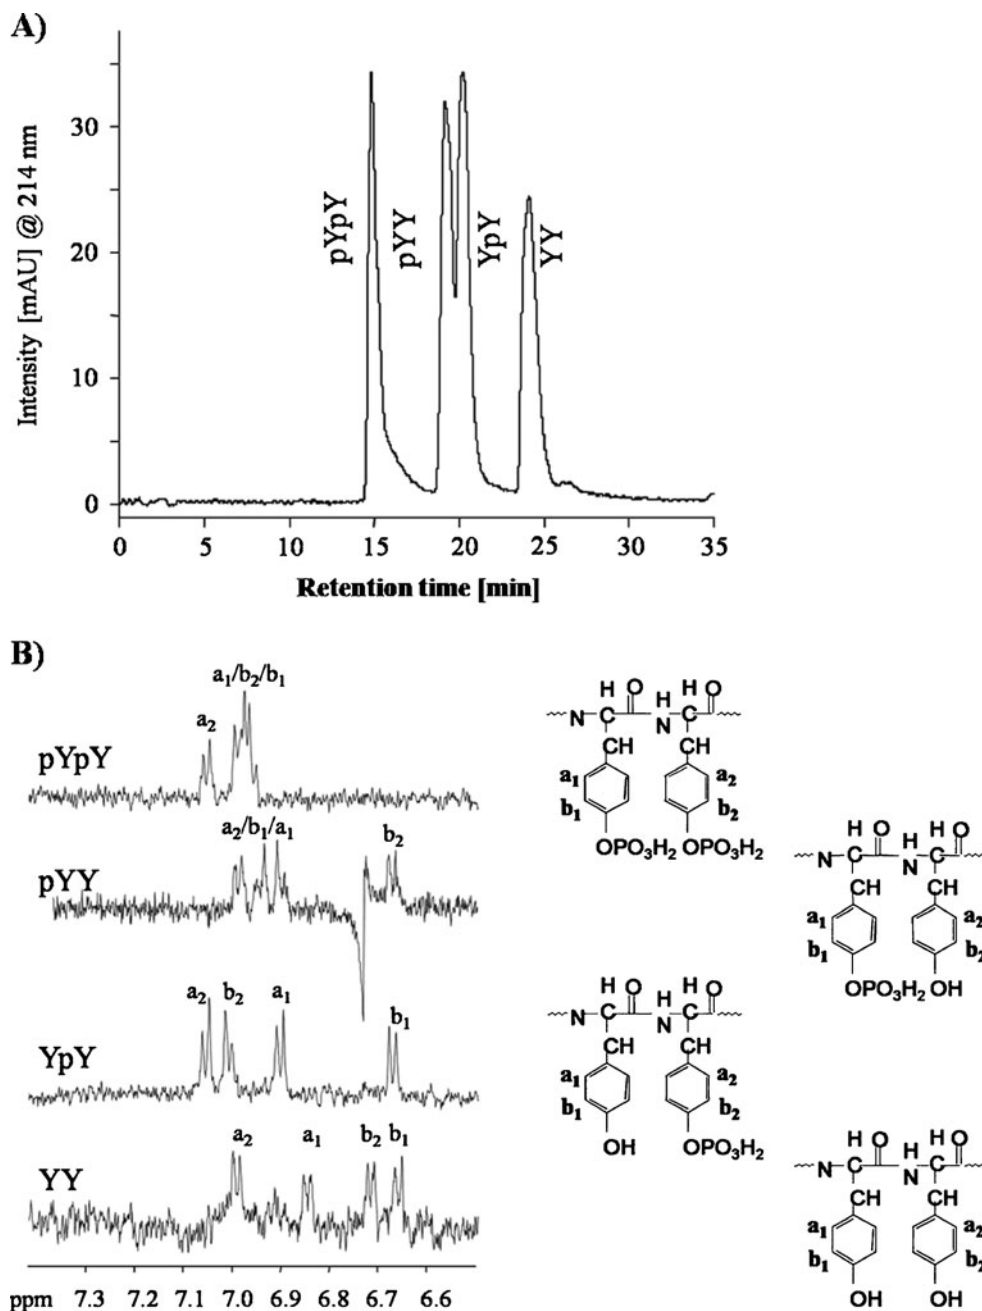 A)
Intensity [mAU] @ 214 nm
30
20
10
0
pYpY
pYY
YpY
YY
0 5 10 15 20 25 30 35
Retention time [min]
B)
a1/b2/b1
a2
pYpY
a2/b1/a1
b2
pYY
a2 b2 a1 b1
YpY
a2 a1 b2 b1
YY
ppm 7.3 7.2 7.1 7.0 6.9 6.8 6.7 6.6
H O H H O
N C N C C
CH CH
a1 a2
b1 b2
OPO3H2 OPO3H2
H O H H O
N C N C C
CH CH
a1 a2
b1 b2
OPO3H2 OH
H O H H O
N C N C C
CH CH
a1 a2
b1 b2
OH OPO3H2
H O H H O
N C N C C
CH CH
a1 a2
b1 b2
OH OH